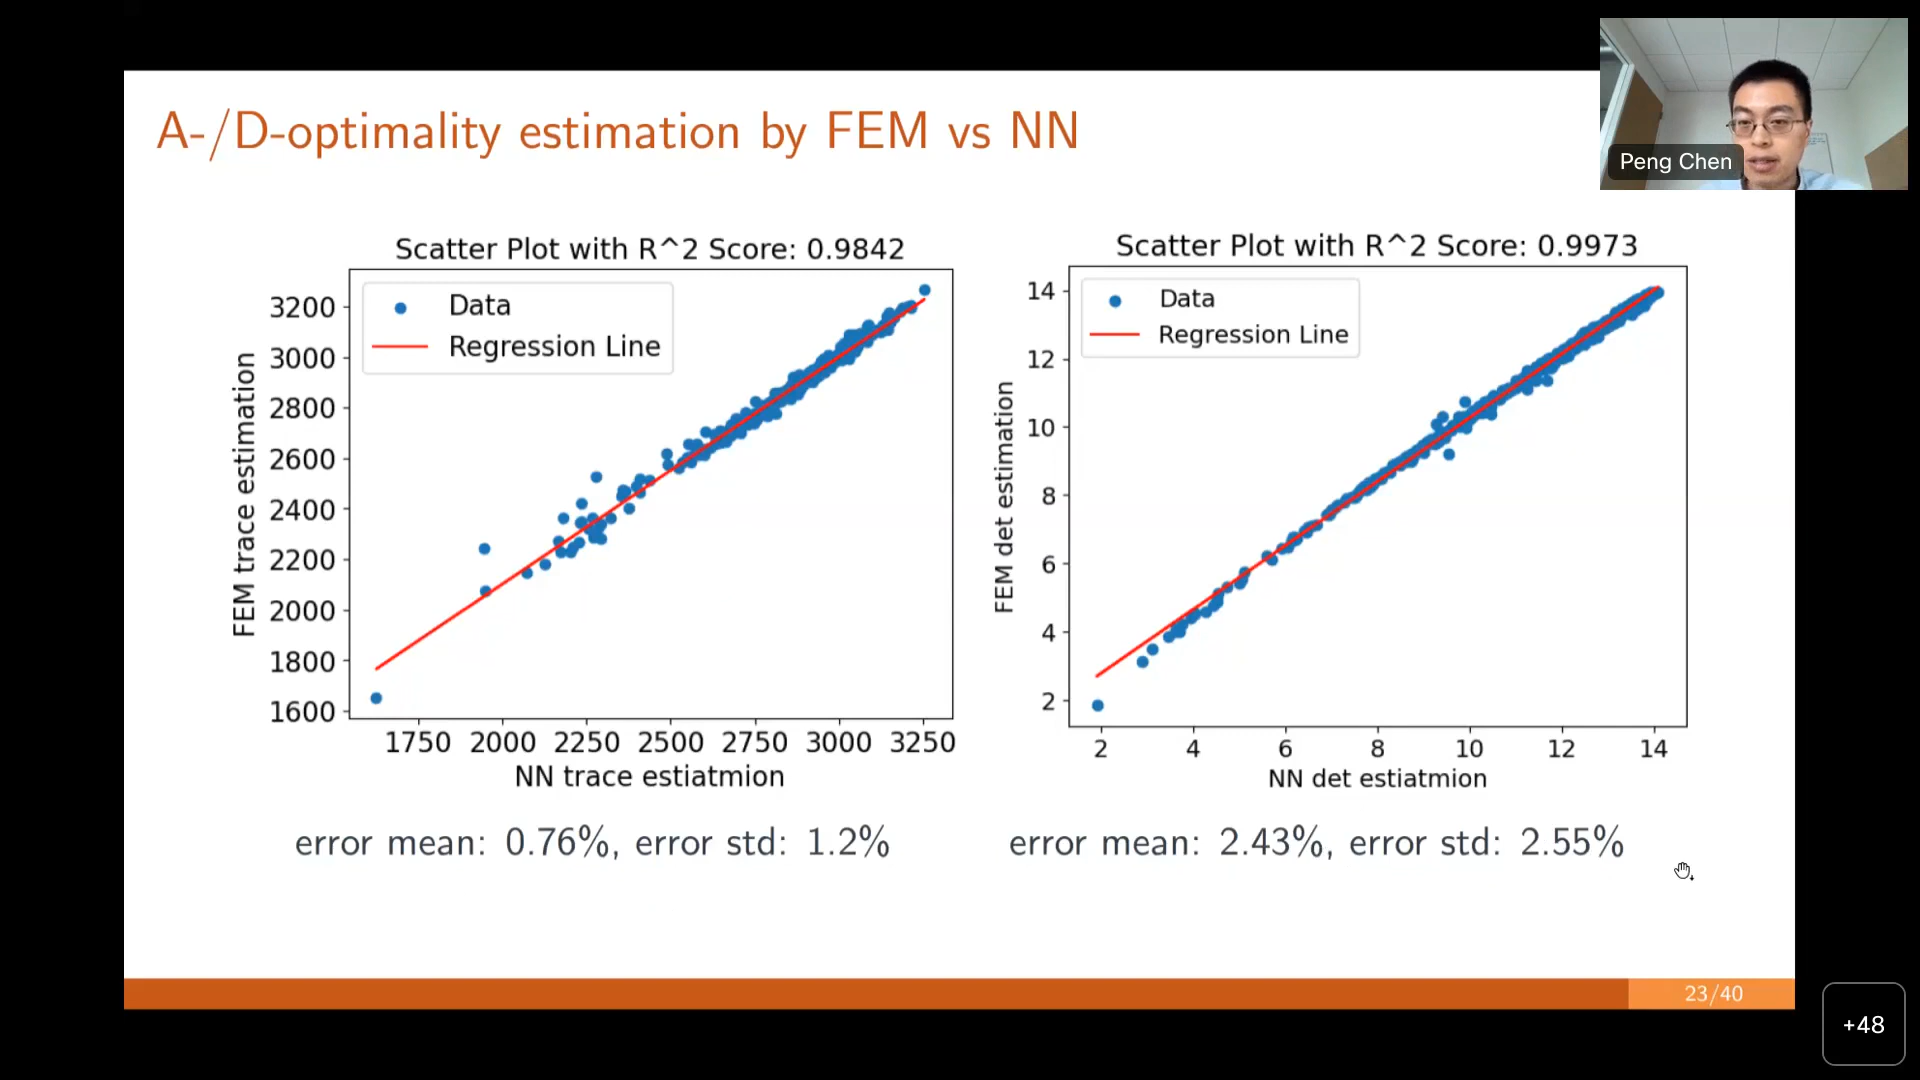 A-/D-optimality estimation by FEM vs NN
Peng Chen
Scatter Plot with R^2 Score: 0.9842
Data
Regression Line
3200
3000
2800
2600
2400
2200
2000
1800
1600
FEM trace estimation
1750 2000 2250 2500 2750 3000 3250
NN trace estiatmion
error mean: 0.76%, error std: 1.2%
Scatter Plot with R^2 Score: 0.9973
Data
Regression Line
14
12
10
8
6
4
2
FEM det estimation
2 4 6 8 10 12 14
NN det estiatmion
error mean: 2.43%, error std: 2.55%
23/40
+48